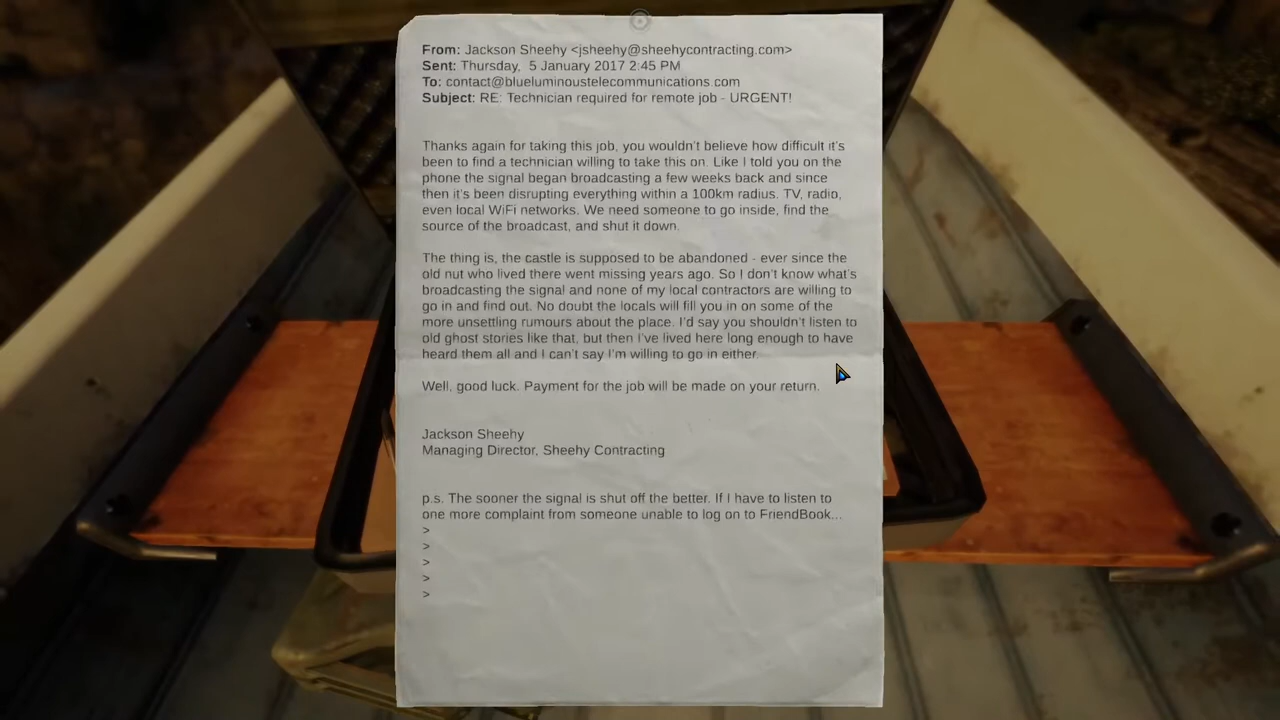 From: Jackson Sheehy <jsheehy@sheehycontracting.com>
Sent: Thursday, 5 January 2017 2:45 PM
To: contact@blueluminoustelecommunications.com
Subject: RE: Technician required for remote job - URGENT!
Thanks again for taking this job, you wouldn't believe how difficult it's
been to find a technician willing to take this on. Like I told you on the
phone the signal began broadcasting a few weeks back and since
then it's been disrupting everything within a 100km radius. TV, radio,
even local WiFi networks. We need someone to go inside, find the
source of the broadcast, and shut it down.
The thing is, the castle is supposed to be abandoned - ever since the
old nut who lived there went missing years ago. So I don't know what's
broadcasting the signal and none of my local contractors are willing to
go in and find out. No doubt the locals will fill you in on some of the
more unsettling rumours about the place. I'd say you shouldn't listen to
old ghost stories like that, but then I've lived here long enough to have
heard them all and I can't say I'm willing to go in either.
Well, good luck. Payment for the job will be made on your return.
Jackson Sheehy
Managing Director, Sheehy Contracting
p.s. The sooner the signal is shut off the better. If I have to listen to
one more complaint from someone unable to log on to FriendBook...
>
>
>
>
>